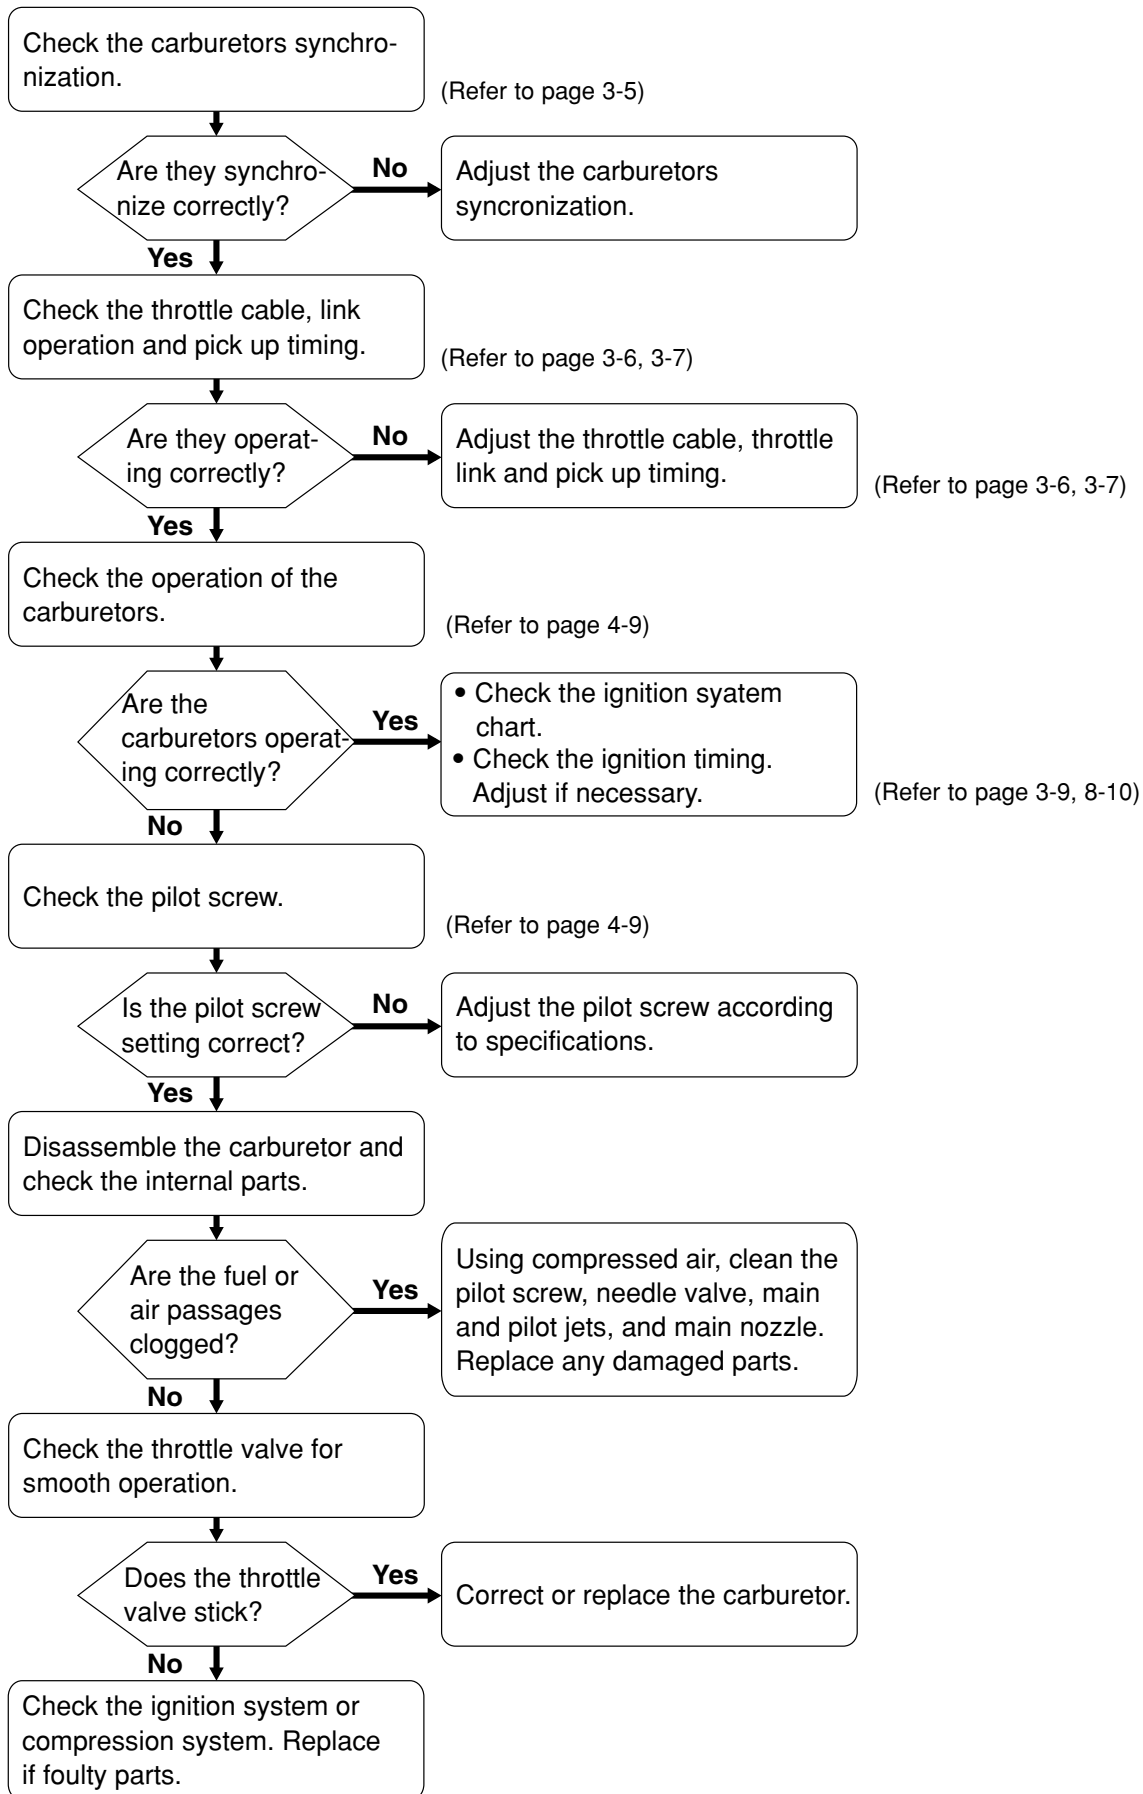 Check the carburetors synchro-
nization.
(Refer to page 3-5)
Are they synchro-
nize correctly?
No
Adjust the carburetors
syncronization.
Yes
Check the throttle cable, link
operation and pick up timing.
(Refer to page 3-6, 3-7)
Are they operat-
ing correctly?
No
Adjust the throttle cable, throttle
link and pick up timing.
(Refer to page 3-6, 3-7)
Yes
Check the operation of the
carburetors.
(Refer to page 4-9)
Are the
carburetors operat-
ing correctly?
Yes
• Check the ignition syatem
chart.
• Check the ignition timing.
Adjust if necessary.
(Refer to page 3-9, 8-10)
No
Check the pilot screw.
(Refer to page 4-9)
Is the pilot screw
setting correct?
No
Adjust the pilot screw according
to specifications.
Yes
Disassemble the carburetor and
check the internal parts.
Are the fuel or
air passages
clogged?
Yes
Using compressed air, clean the
pilot screw, needle valve, main
and pilot jets, and main nozzle.
Replace any damaged parts.
No
Check the throttle valve for
smooth operation.
Does the throttle
valve stick?
Yes
Correct or replace the carburetor.
No
Check the ignition system or
compression system. Replace
if foulty parts.